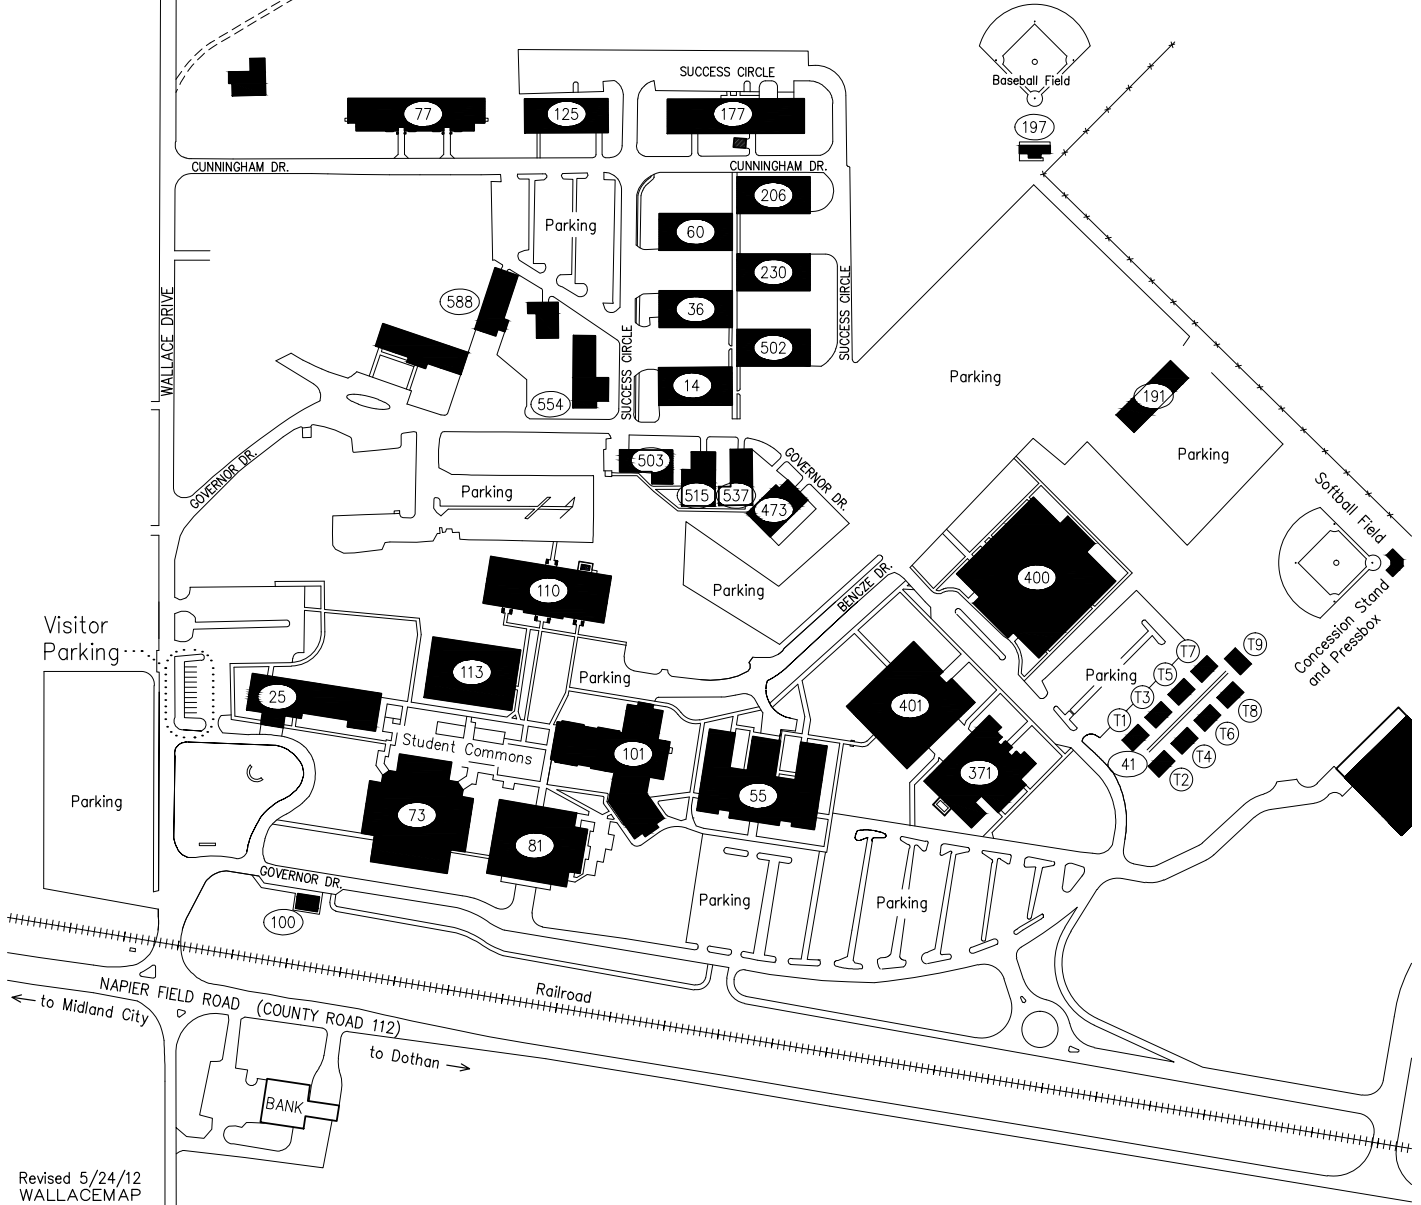 SUCCESS CIRCLE
Baseball Field
77
125
177
197
CUNNINGHAM DR.
CUNNINGHAM DR.
206
Parking
60
230
588
36
WALLACE DRIVE
SUCCESS CIRCLE
SUCCESS CIRCLE
502
14
Parking
191
554
GOVERNOR DR.
503
GOVERNOR DR.
Parking
Parking
515
537
473
Softball Field
400
BENCZE DR.
110
Parking
Visitor
Parking
113
25
Parking
401
Parking
T9
T7
T5
T3
T1
T8
T6
T4
T2
41
Concession Stand
and Pressbox
Student Commons
101
371
55
Parking
73
81
GOVERNOR DR.
100
Parking
Parking
Railroad
NAPIER FIELD ROAD (COUNTY ROAD 112)
to Midland City
to Dothan
BANK
Revised 5/24/12
WALLACEMAP